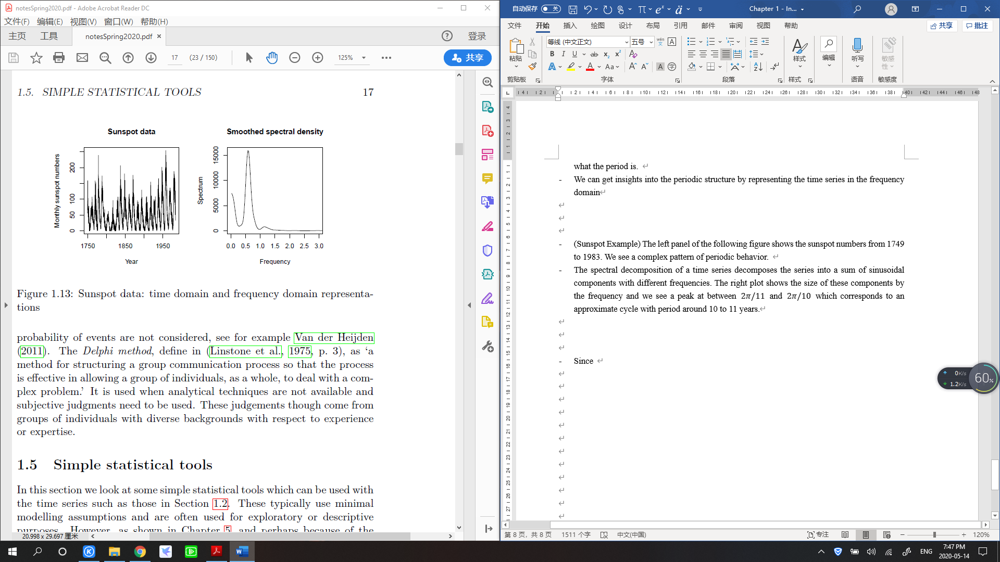 notesSpring2020.pdf - Adobe Acrobat Reader DC
文件(F) 编辑(E) 视图(V) 窗口(W) 帮助(H)
主页 工具 notesSpring2020.pdf × 登录
17 (23 / 150) 125% 共享
1.5. SIMPLE STATISTICAL TOOLS 17
Sunspot data
Monthly sunspot numbers
0 50 100 200
1750 1850 1950
Year
Smoothed spectral density
Spectrum
0 5000 10000 15000
0.0 0.5 1.0 1.5 2.0 2.5 3.0
Frequency
Figure 1.13: Sunspot data: time domain and frequency domain representa-
tions
probability of events are not considered, see for example Van der Heijden
(2011). The Delphi method, define in (Linstone et al., 1975, p. 3), as ‘a
method for structuring a group communication process so that the process
is effective in allowing a group of individuals, as a whole, to deal with a com-
plex problem.’ It is used when analytical techniques are not available and
subjective judgments need to be used. These judgements though come from
groups of individuals with diverse backgrounds with respect to experience
or expertise.
1.5 Simple statistical tools
In this section we look at some simple statistical tools which can be used with
the time series such as those in Section 1.2. These typically use minimal
modelling assumptions and are often used for exploratory or descriptive
purposes. However, as shown in Chapter 5, and perhaps because of the
20.998 x 29.697 厘米
自动保存 关 Chapter 1 - In...
文件 开始 插入 绘图 设计 布局 引用 邮件 审阅 视图 帮助 共享 批注
粘贴 等线 (中文正文) 五号 样式 编辑 听写 敏感性
剪贴板 字体 段落 样式 语音 敏感度
what the period is.
- We can get insights into the periodic structure by representing the time series in the frequency
domain
- (Sunspot Example) The left panel of the following figure shows the sunspot numbers from 1749
to 1983. We see a complex pattern of periodic behavior.
- The spectral decomposition of a time series decomposes the series into a sum of sinusoidal
components with different frequencies. The right plot shows the size of these components by
the frequency and we see a peak at between 2π/11 and 2π/10 which corresponds to an
approximate cycle with period around 10 to 11 years.
- Since
0K/s
1.2K/s
60%
第 8 页，共 8 页 1511 个字 中文(中国) 专注 120%
ENG 7:47 PM
2020-05-14